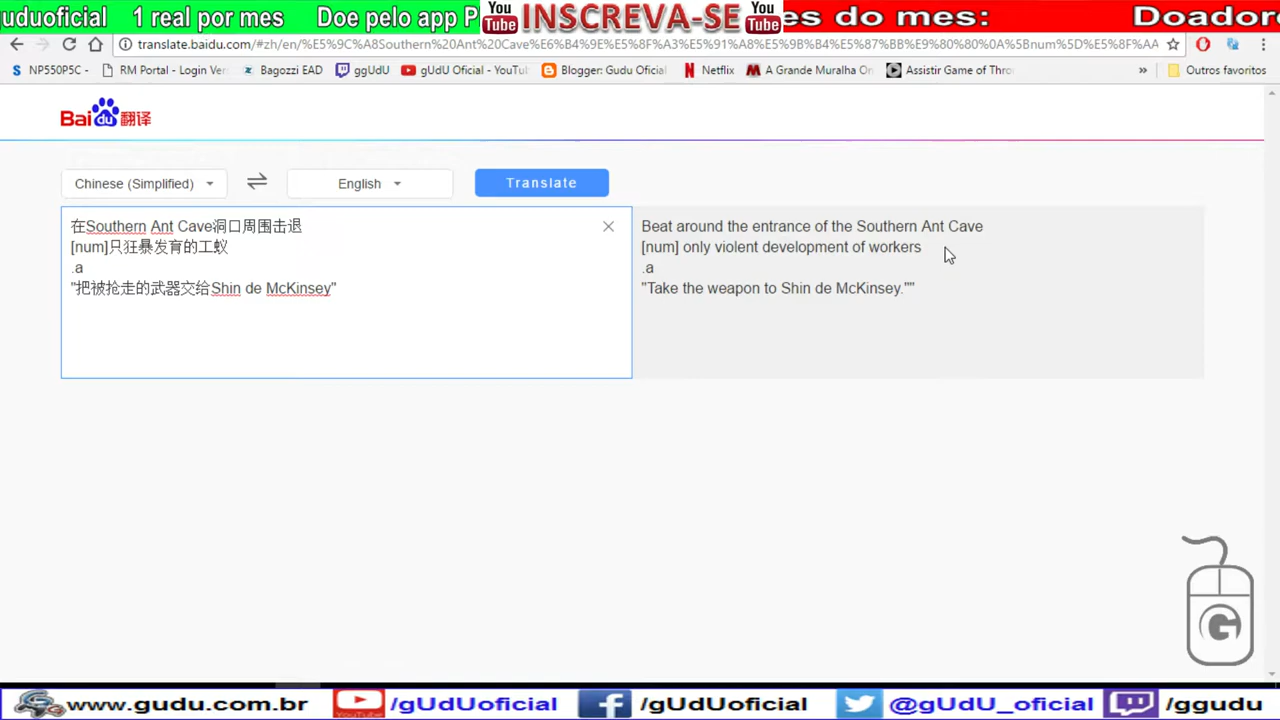 uduoficial 1 real por mes Doe pelo app P You Tube INSCREVA-SE You Tube es do mes: Doador
translate.baidu.com/#zh/en/%E5%9C%A8Southern%20Ant%20Cave%E6%B4%9E%E5%8F%A3%E5%91%A8%E5%9B%B4%E5%87%BB%E9%80%80%0A%5Bnum%5D%E5%8F%AA
NP550P5C - RM Portal - Login Ver Bagozzi EAD ggUdU gUdU Oficial - YouTu Blogger: Gudu Oficial Netflix A Grande Muralha On Assistir Game of Thro » Outros favoritos
Bai du 翻译
Chinese (Simplified) English Translate
在Southern Ant Cave洞口周围击退
[num]只狂暴发育的工蚁
.a
"把被抢走的武器交给Shin de McKinsey"
Beat around the entrance of the Southern Ant Cave
[num] only violent development of workers
.a
"Take the weapon to Shin de McKinsey.""
G
www.gudu.com.br YouTube /gUdUoficial /gUdUoficial @gUdU_oficial /ggudu